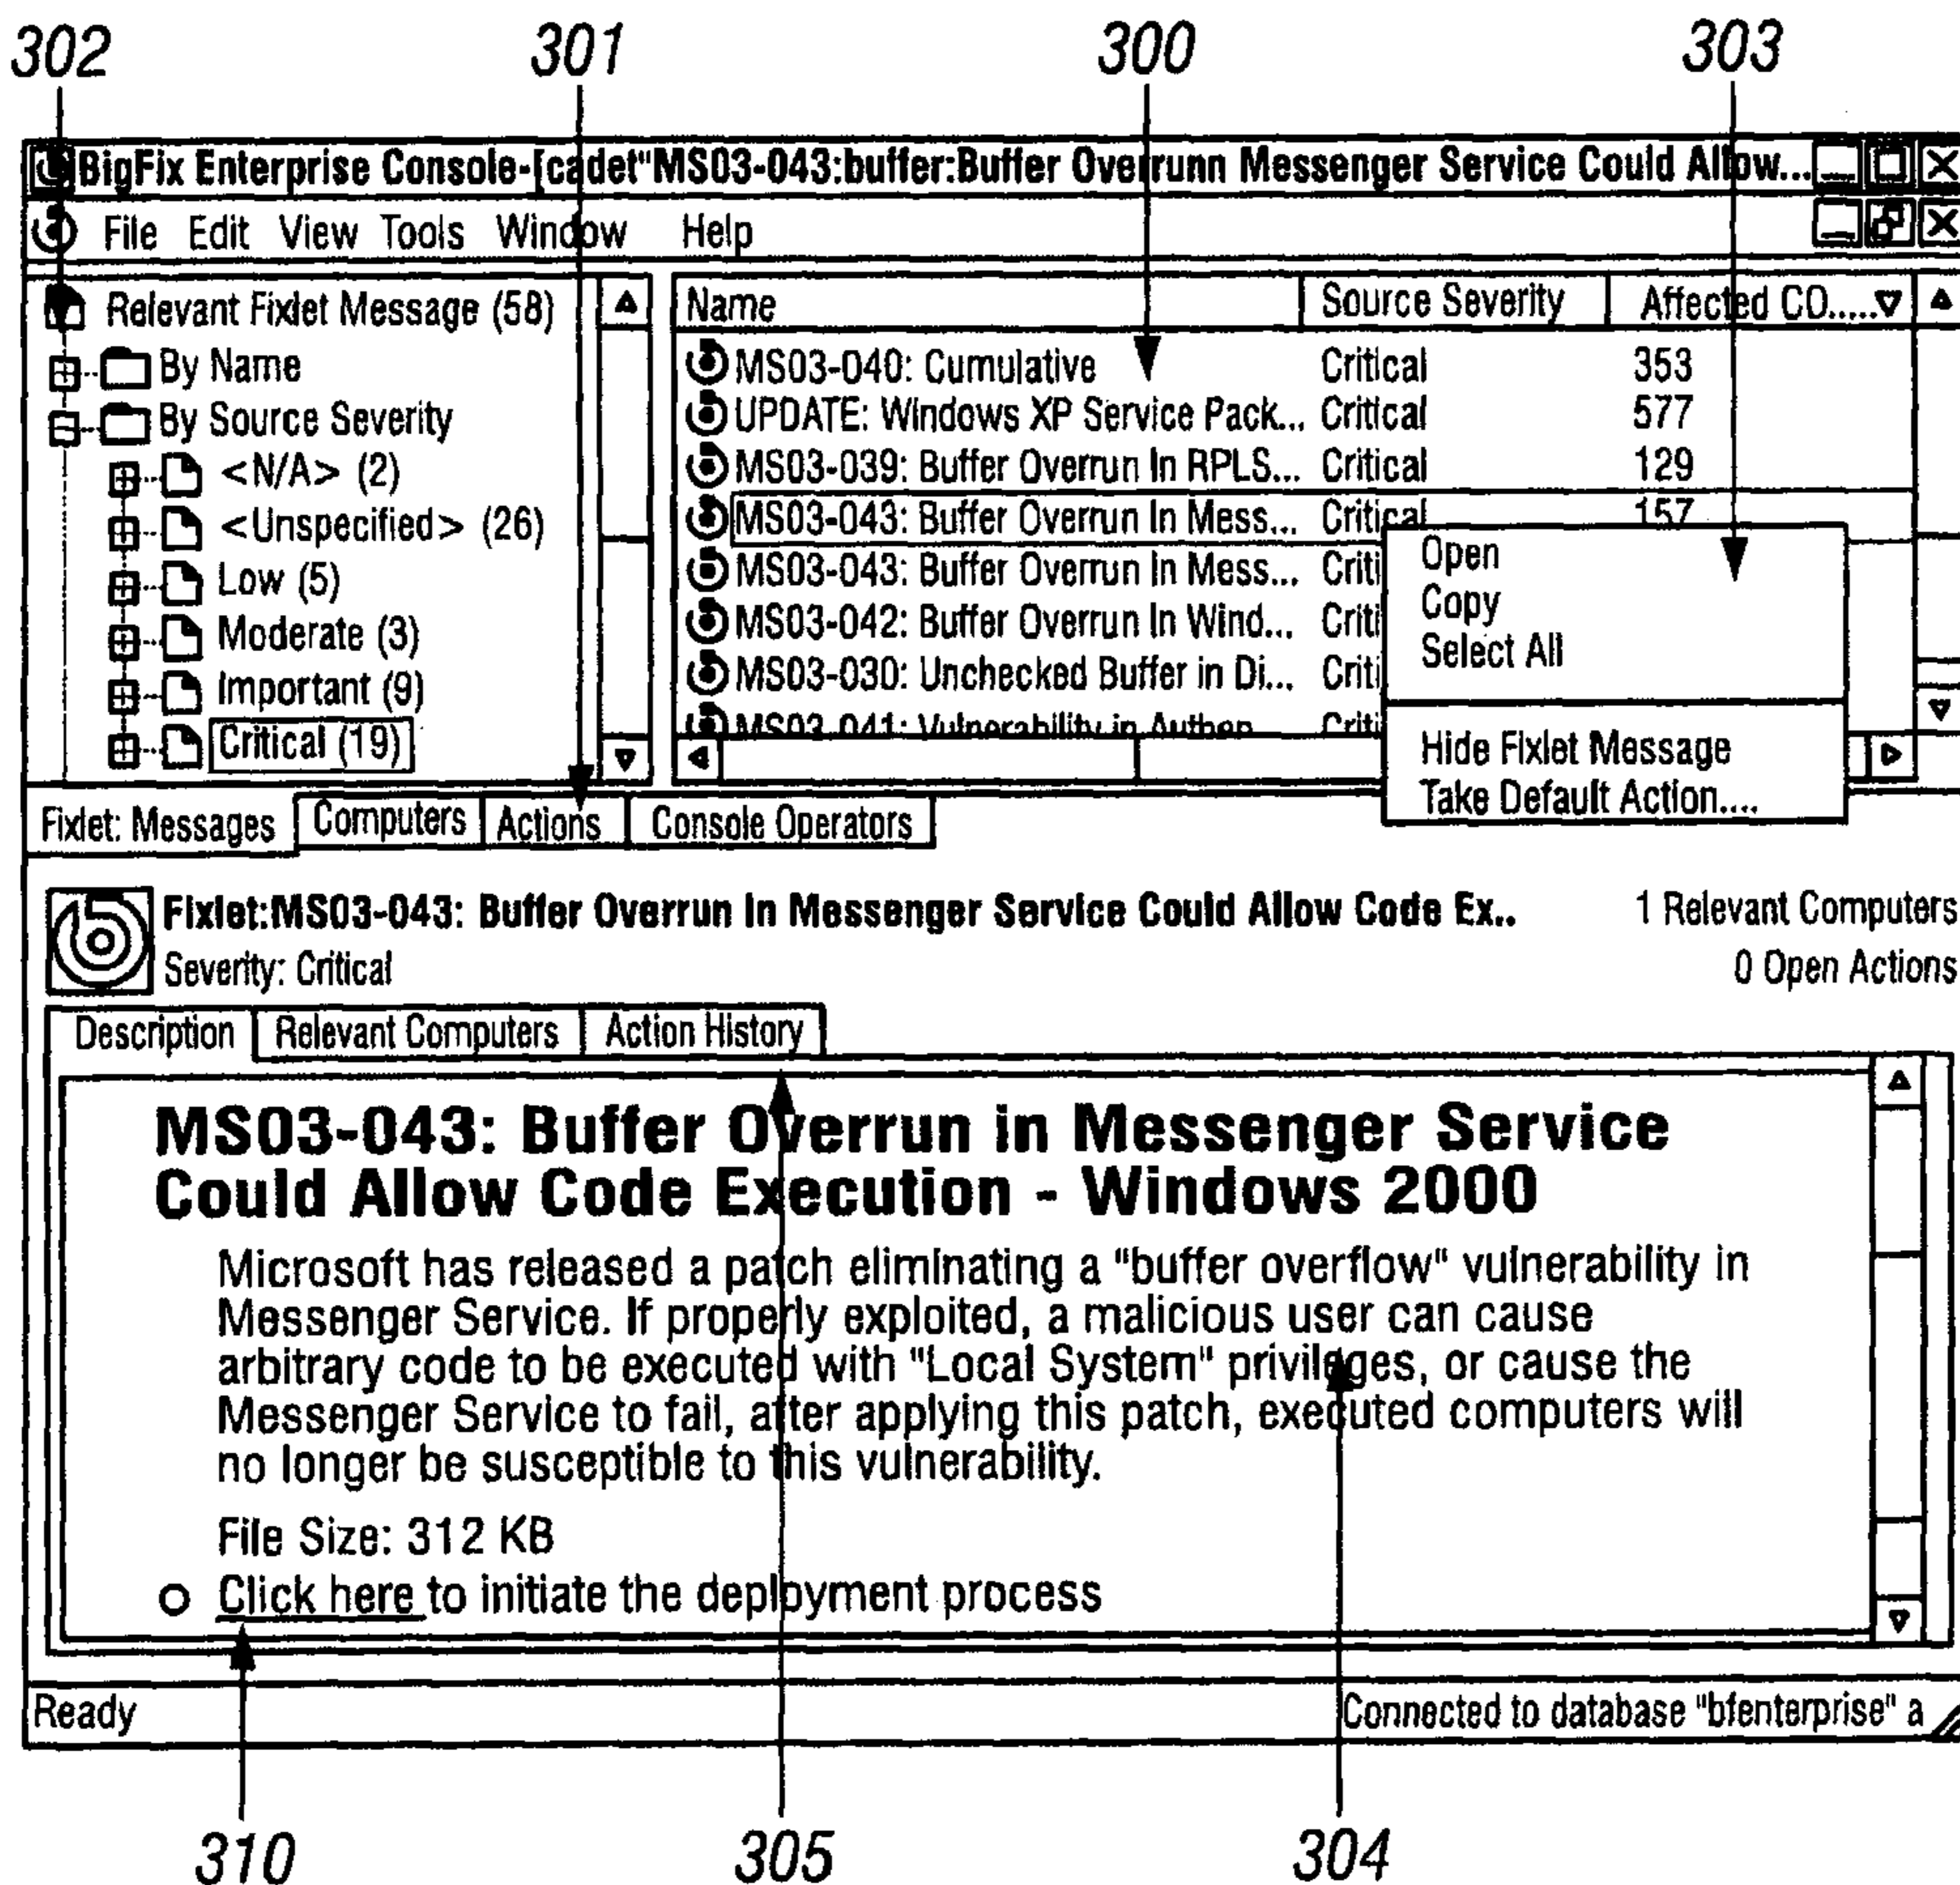 302 301 300 303
BigFix Enterprise Console-[cadet"MS03-043:buffer:Buffer Overrunn Messenger Service Could Allow...
File Edit View Tools Window Help
Relevant Fixlet Message (58)
By Name
By Source Severity
<N/A> (2)
<Unspecified> (26)
Low (5)
Moderate (3)
Important (9)
Critical (19)
Name Source Severity Affected CO.....
MS03-040: Cumulative Critical 353
UPDATE: Windows XP Service Pack... Critical 577
MS03-039: Buffer Overrun In RPLS... Critical 129
MS03-043: Buffer Overrun In Mess... Critical 157
MS03-043: Buffer Overrun In Mess... Criti
MS03-042: Buffer Overrun In Wind... Criti
MS03-030: Unchecked Buffer in Di... Criti
MS03-041: Vulnerability in Authen Criti
Open
Copy
Select All
Hide Fixlet Message
Take Default Action....
Fixlet: Messages Computers Actions Console Operators
Fixlet:MS03-043: Buffer Overrun In Messenger Service Could Allow Code Ex.. 1 Relevant Computers
Severity: Critical 0 Open Actions
Description Relevant Computers Action History
MS03-043: Buffer Overrun in Messenger Service
Could Allow Code Execution - Windows 2000
Microsoft has released a patch eliminating a "buffer overflow" vulnerability in
Messenger Service. If properly exploited, a malicious user can cause
arbitrary code to be executed with "Local System" privileges, or cause the
Messenger Service to fail, after applying this patch, executed computers will
no longer be susceptible to this vulnerability.
File Size: 312 KB
Click here to initiate the deployment process
Ready Connected to database "bfenterprise" a
310 305 304